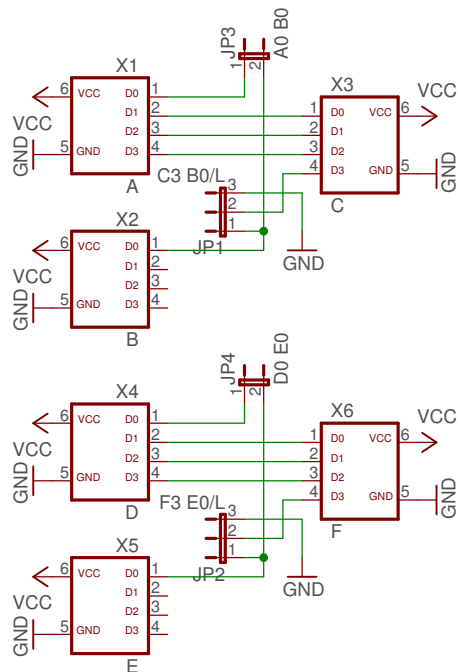 JP3
1
2
A0 B0
X1
6
VCC
D0
1
D1
2
D2
3
GND
5
D3
4
VCC
GND
A
X3
1
D0
2
D1
3
D2
4
D3
VCC
6
GND
5
VCC
GND
C
C3 B0/L
3
2
1
JP1
GND
X2
6
VCC
D0
1
D1
2
D2
3
GND
5
D3
4
VCC
GND
B
JP4
1
2
D0 E0
X4
6
VCC
D0
1
D1
2
D2
3
GND
5
D3
4
VCC
GND
D
X6
1
D0
2
D1
3
D2
4
D3
VCC
6
GND
5
VCC
GND
F
F3 E0/L
3
2
1
JP2
GND
X5
6
VCC
D0
1
D1
2
D2
3
GND
5
D3
4
VCC
GND
E